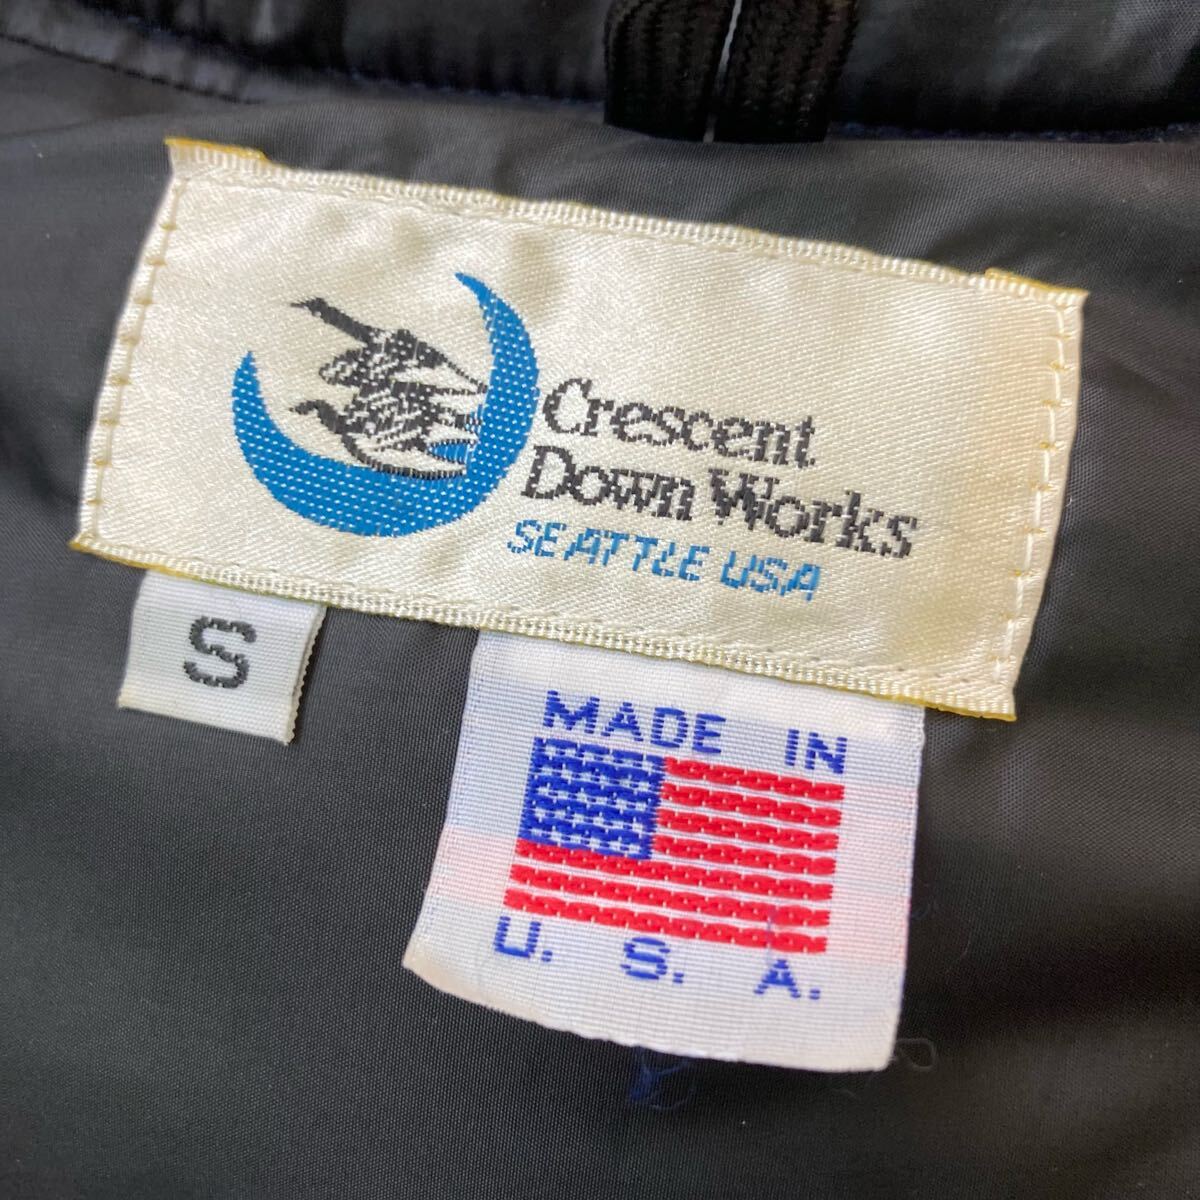 Crescent
Down Works
SEATTLE USA
S
MADE IN
U. S. A.